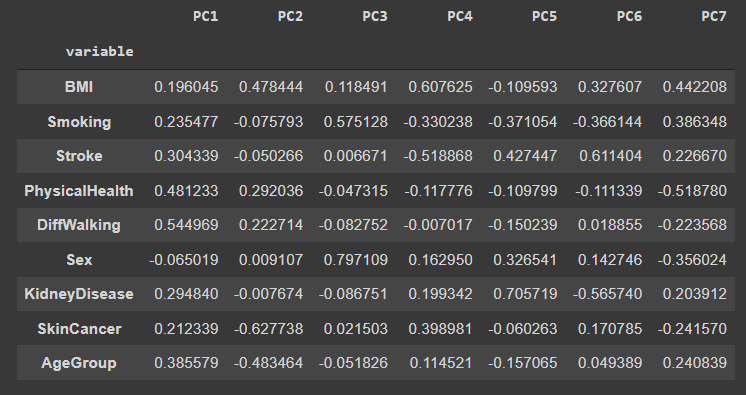 PC1 PC2 PC3 PC4 PC5 PC6 PC7
variable
BMI 0.196045 0.478444 0.118491 0.607625 -0.109593 0.327607 0.442208
Smoking 0.235477 -0.075793 0.575128 -0.330238 -0.371054 -0.366144 0.386348
Stroke 0.304339 -0.050266 0.006671 -0.518868 0.427447 0.611404 0.226670
PhysicalHealth 0.481233 0.292036 -0.047315 -0.117776 -0.109799 -0.111339 -0.518780
DiffWalking 0.544969 0.222714 -0.082752 -0.007017 -0.150239 0.018855 -0.223568
Sex -0.065019 0.009107 0.797109 0.162950 0.326541 0.142746 -0.356024
KidneyDisease 0.294840 -0.007674 -0.086751 0.199342 0.705719 -0.565740 0.203912
SkinCancer 0.212339 -0.627738 0.021503 0.398981 -0.060263 0.170785 -0.241570
AgeGroup 0.385579 -0.483464 -0.051826 0.114521 -0.157065 0.049389 0.240839